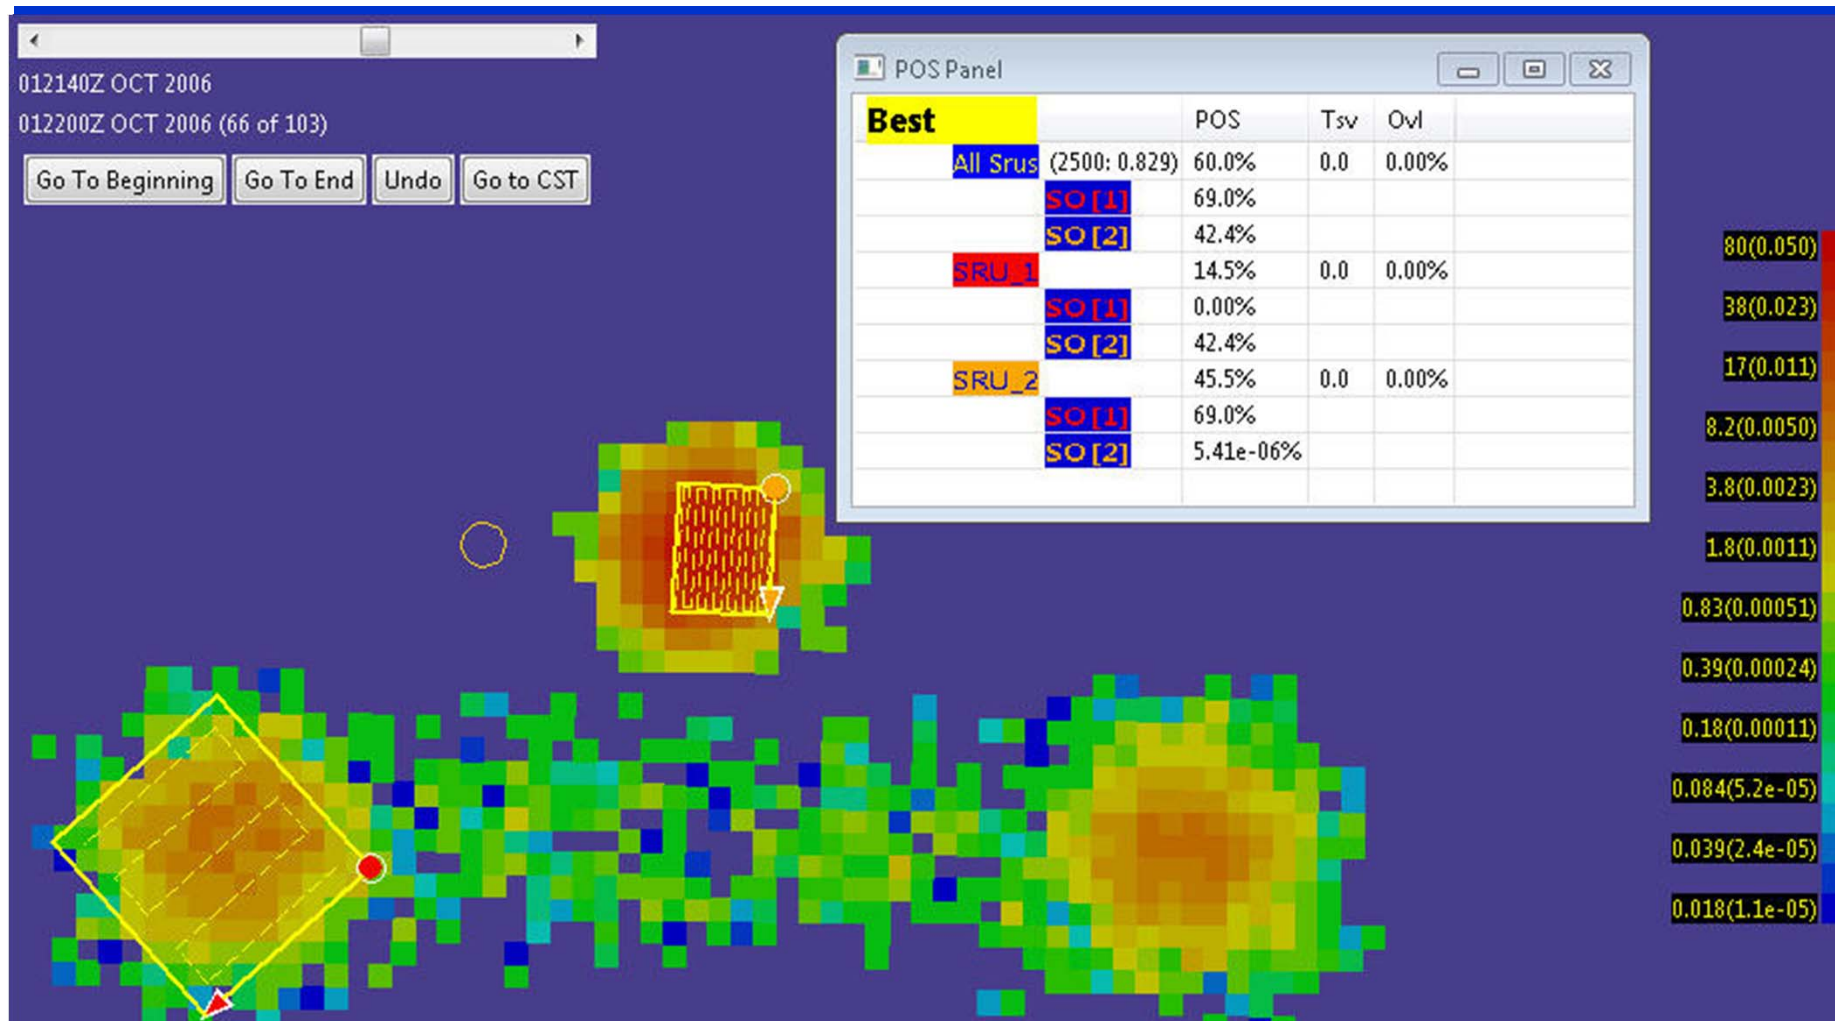 012140Z OCT 2006
012200Z OCT 2006 (66 of 103)
Go To Beginning Go To End Undo Go to CST
POS Panel
Best POS Tsv Ovl
All Srus (2500: 0.829) 60.0% 0.0 0.00%
SO [1] 69.0%
SO [2] 42.4%
SRU_1 14.5% 0.0 0.00%
SO [1] 0.00%
SO [2] 42.4%
SRU_2 45.5% 0.0 0.00%
SO [1] 69.0%
SO [2] 5.41e-06%
80(0.050)
38(0.023)
17(0.011)
8.2(0.0050)
3.8(0.0023)
1.8(0.0011)
0.83(0.00051)
0.39(0.00024)
0.18(0.00011)
0.084(5.2e-05)
0.039(2.4e-05)
0.018(1.1e-05)